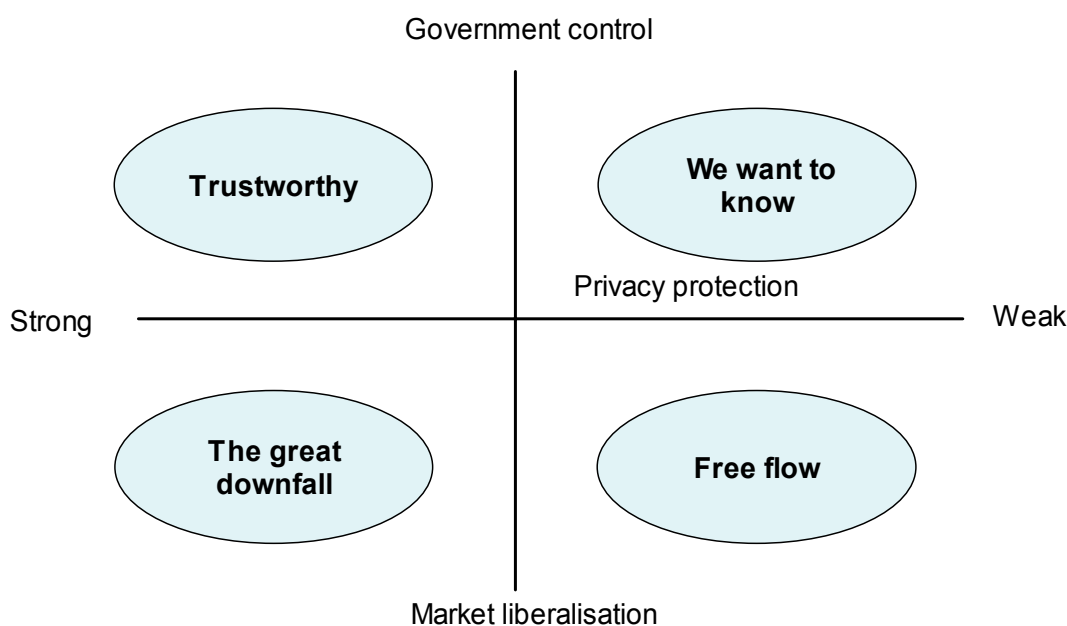 Government control
Trustworthy
We want to
know
Privacy protection
Strong
Weak
The great
downfall
Free flow
Market liberalisation